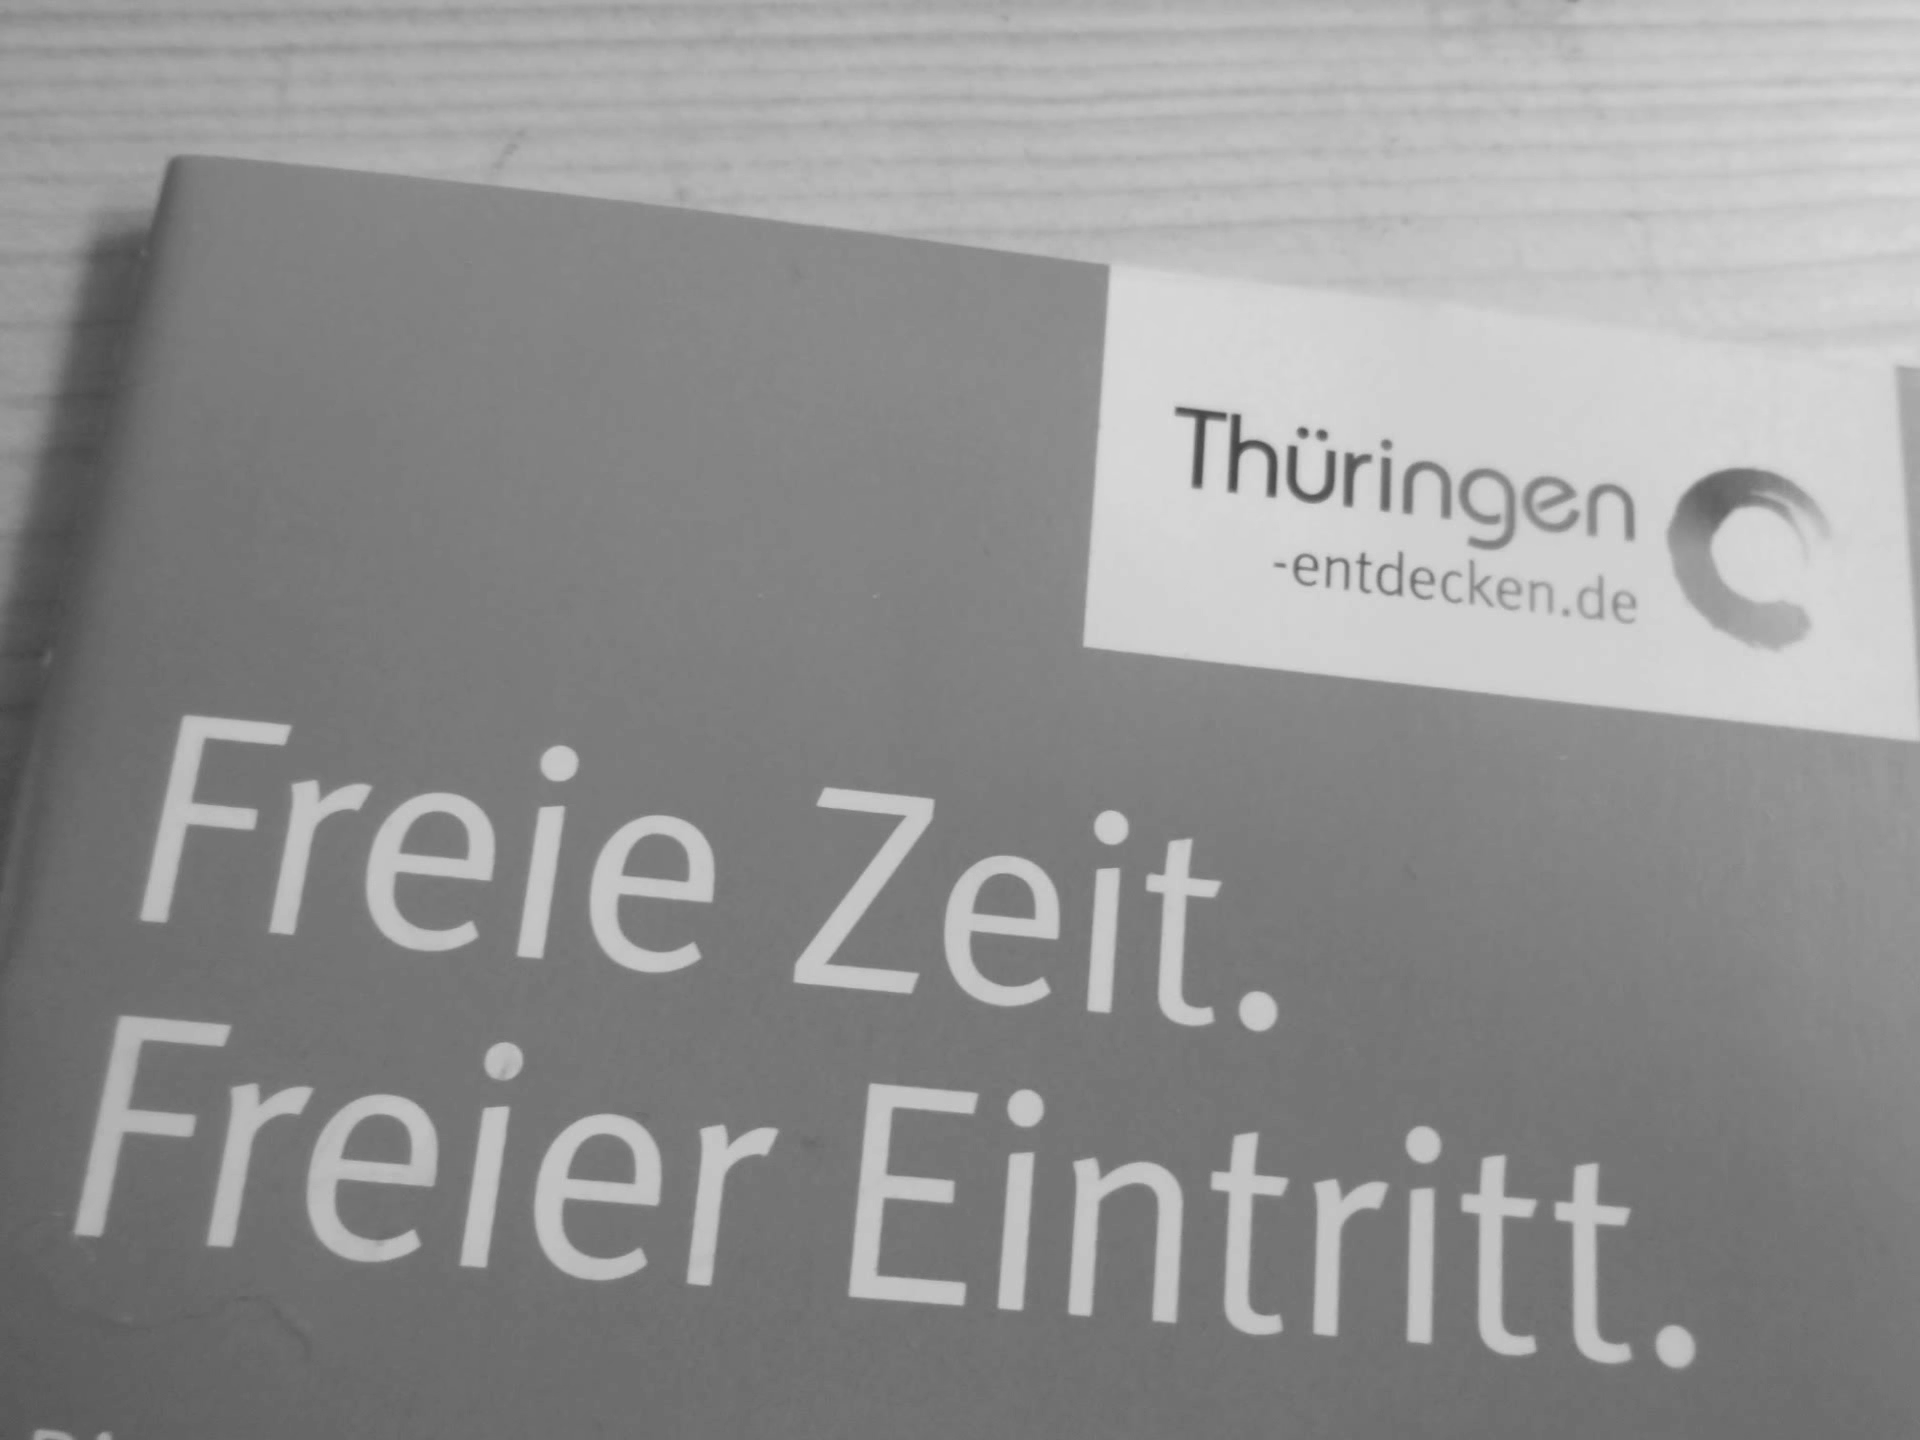 Thüringen
-entdecken.de
Freie Zeit.
Freier Eintritt.